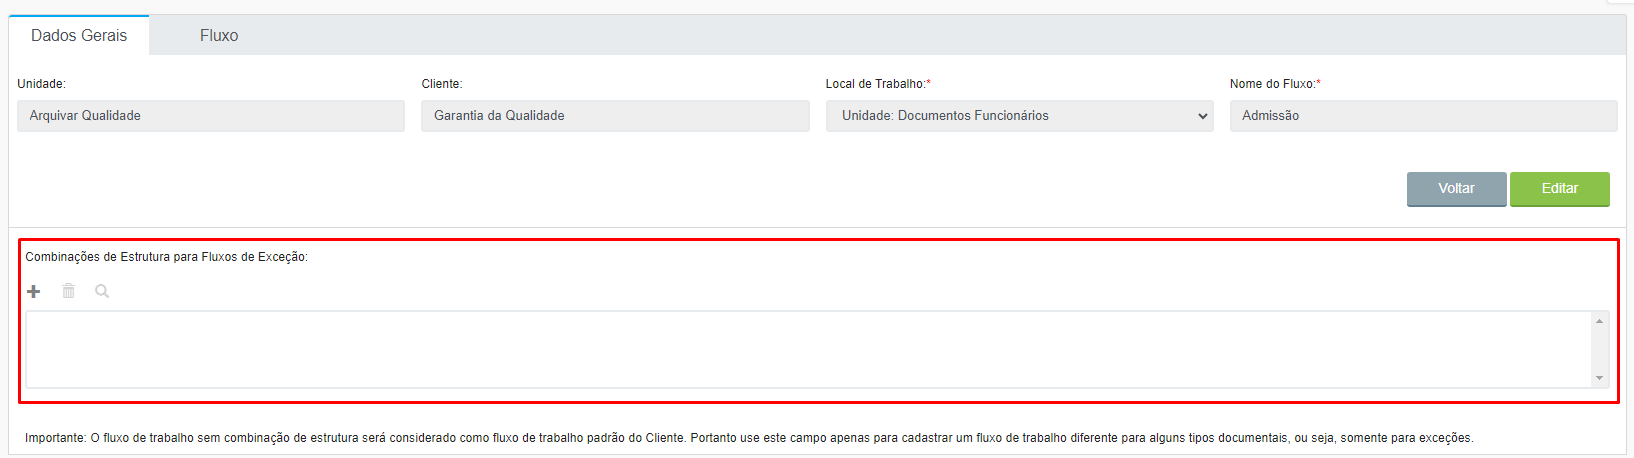 Dados Gerais Fluxo
Unidade: Cliente: Local de Trabalho:* Nome do Fluxo:*
Arquivar Qualidade Garantia da Qualidade Unidade: Documentos Funcionários Admissão
Voltar Editar
Combinações de Estrutura para Fluxos de Exceção:
Importante: O fluxo de trabalho sem combinação de estrutura será considerado como fluxo de trabalho padrão do Cliente. Portanto use este campo apenas para cadastrar um fluxo de trabalho diferente para alguns tipos documentais, ou seja, somente para exceções.